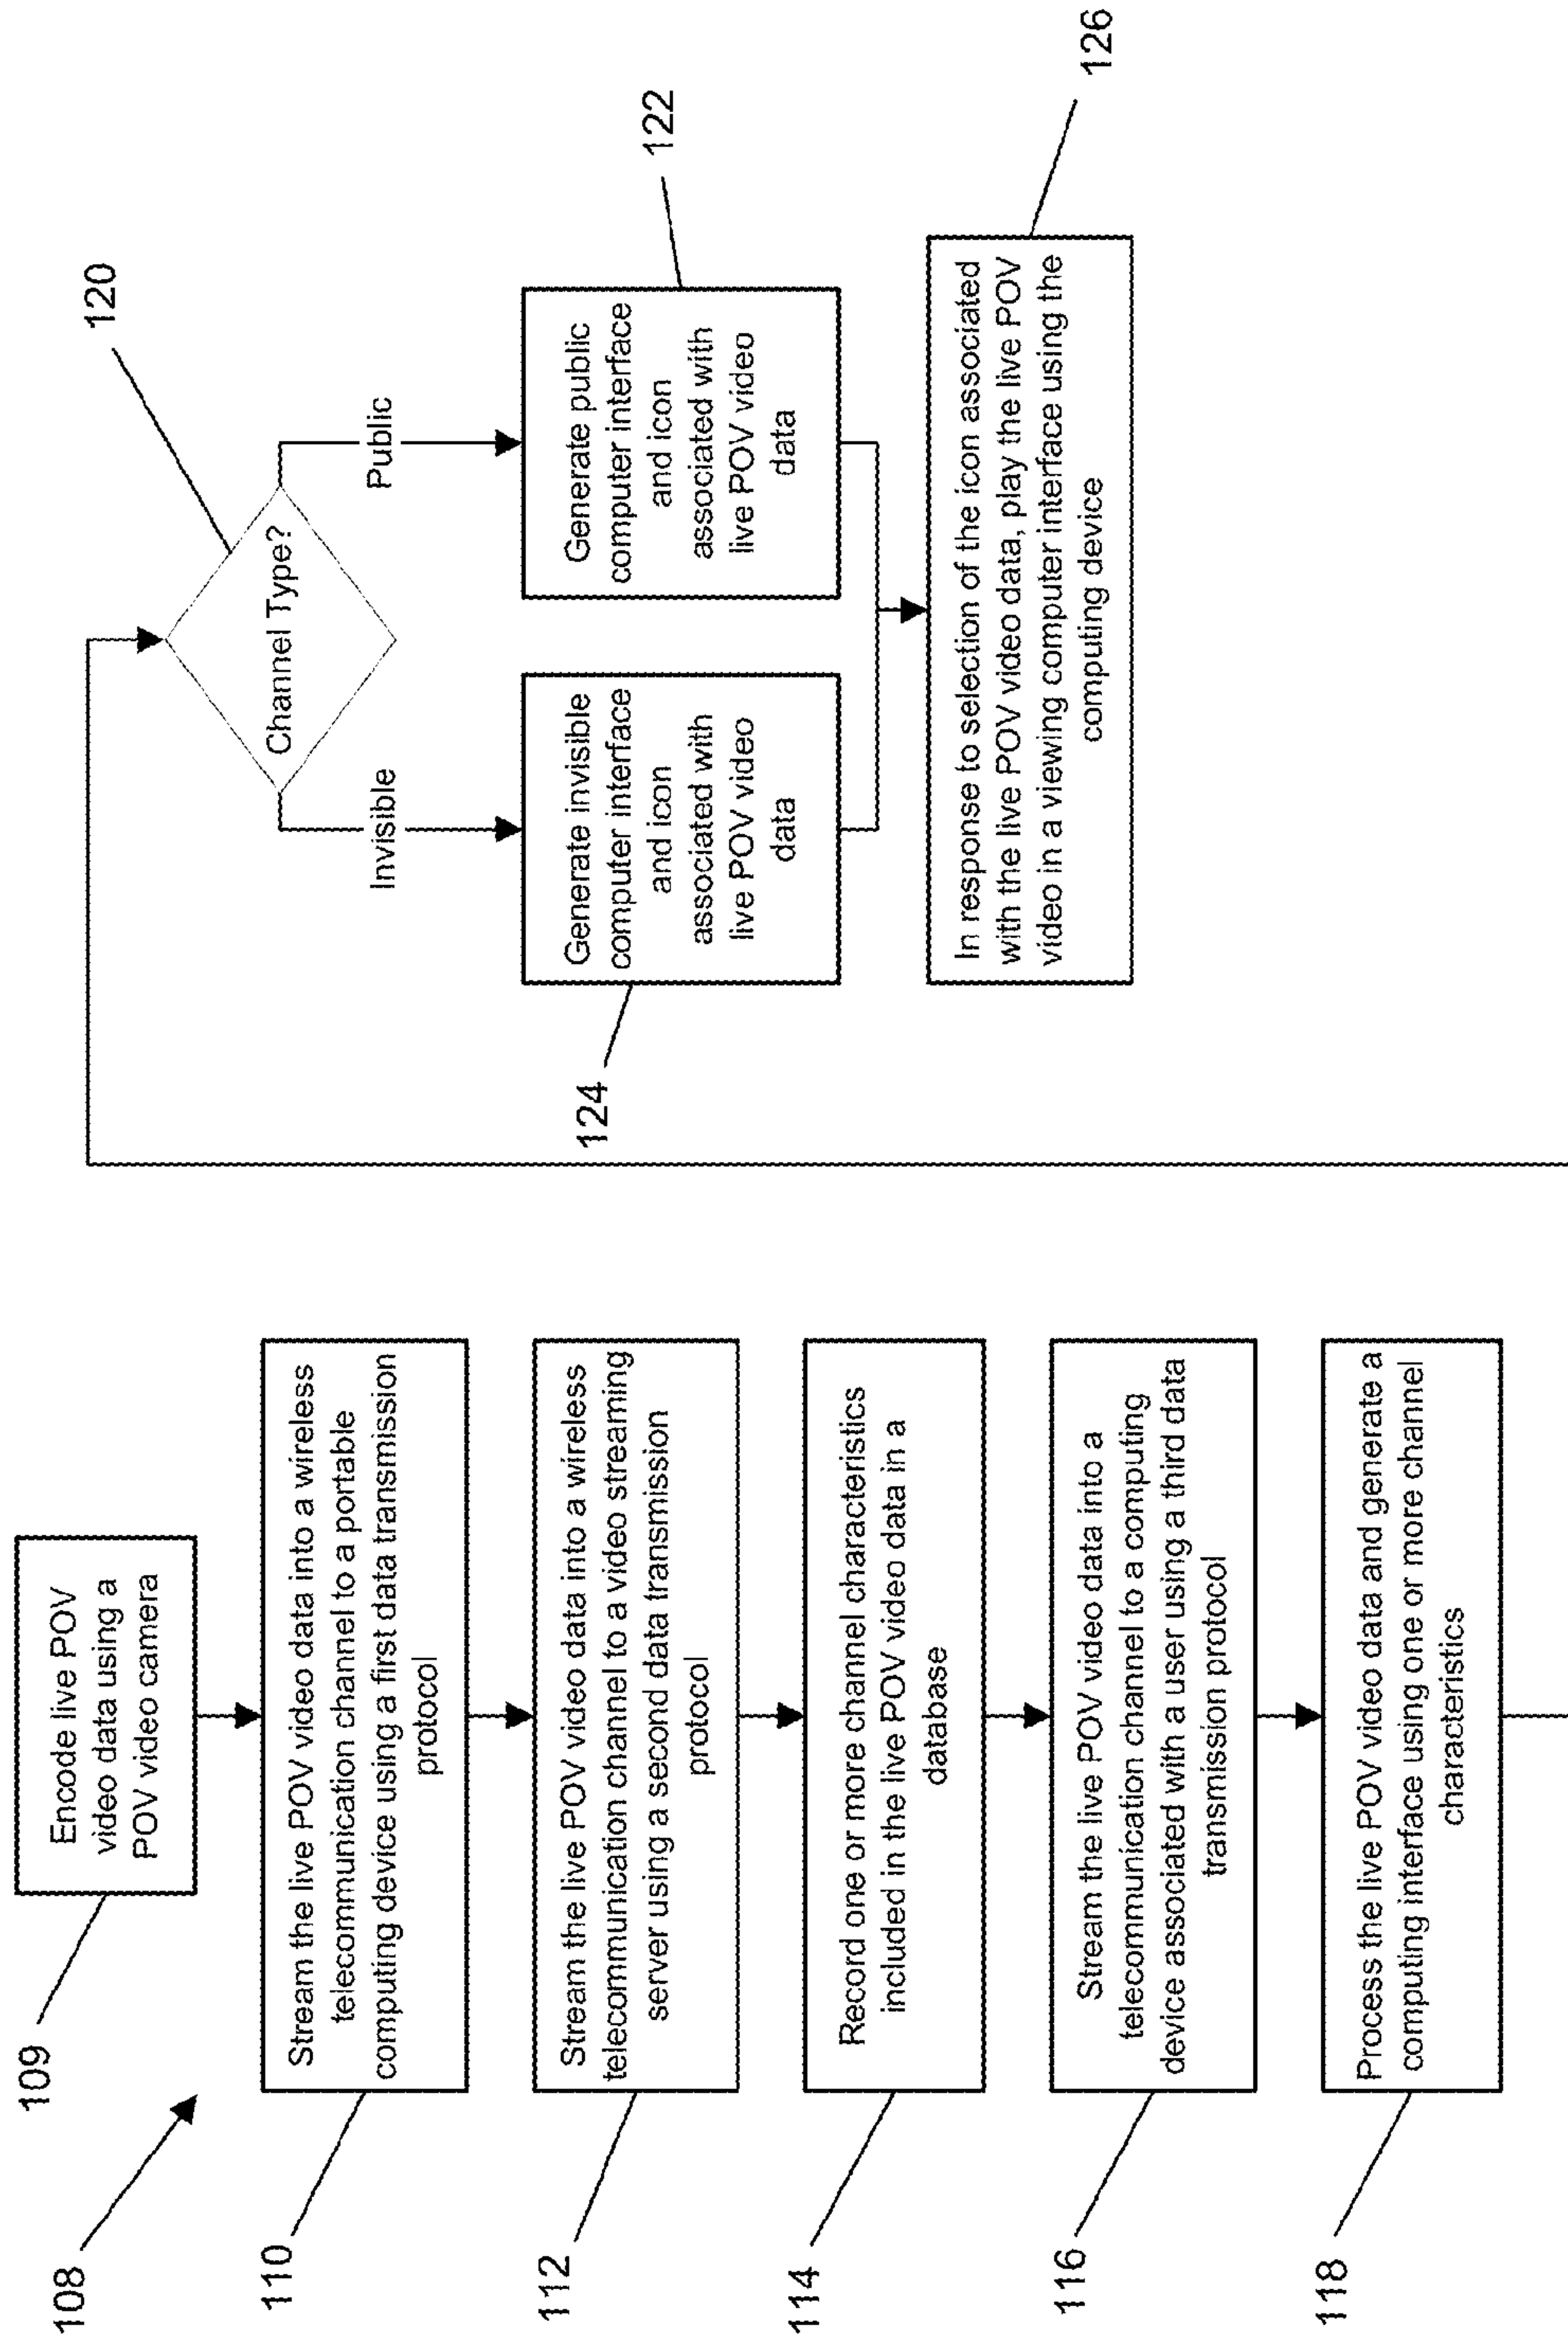 108
109
Encode live POV
video data using a
POV video camera
110
Stream the live POV video data into a wireless
telecommunication channel to a portable
computing device using a first data transmission
protocol
112
Stream the live POV video data into a wireless
telecommunication channel to a video streaming
server using a second data transmission
protocol
114
Record one or more channel characteristics
included in the live POV video data in a
database
116
Stream the live POV video data into a
telecommunication channel to a computing
device associated with a user using a third data
transmission protocol
118
Process the live POV video data and generate a
computing interface using one or more channel
characteristics
120
Channel Type?
Invisible
Public
124
Generate invisible
computer interface
and icon
associated with
live POV video
data
122
Generate public
computer interface
and icon
associated with
live POV video
data
126
In response to selection of the icon associated
with the live POV video data, play the live POV
video in a viewing computer interface using the
computing device